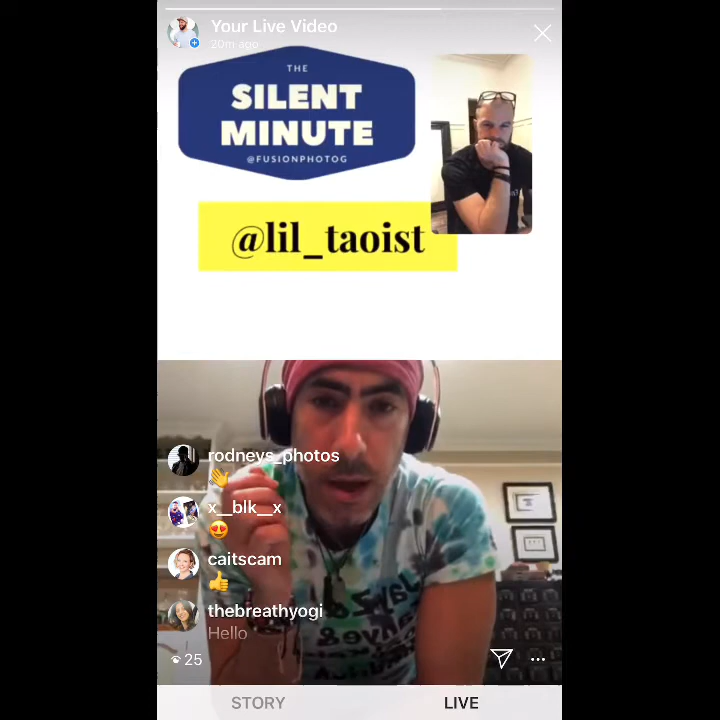 Your Live Video
20m ago
THE
SILENT
MINUTE
@FUSIONPHOTOG
@lil_taoist
rodneys_photos
👋
x__blk__x
😍
caitscam
👍
thebreathyogi
Hello
25
STORY
LIVE